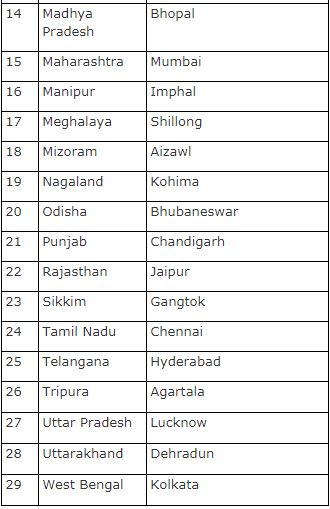 14 Madhya Bhopal
Pradesh
15 Maharashtra Mumbai
16 Manipur Imphal
17 Meghalaya Shillong
18 Mizoram Aizawl
19 Nagaland Kohima
20 Odisha Bhubaneswar
21 Punjab Chandigarh
22 Rajasthan Jaipur
23 Sikkim Gangtok
24 Tamil Nadu Chennai
25 Telangana Hyderabad
26 Tripura Agartala
27 Uttar Pradesh Lucknow
28 Uttarakhand Dehradun
29 West Bengal Kolkata